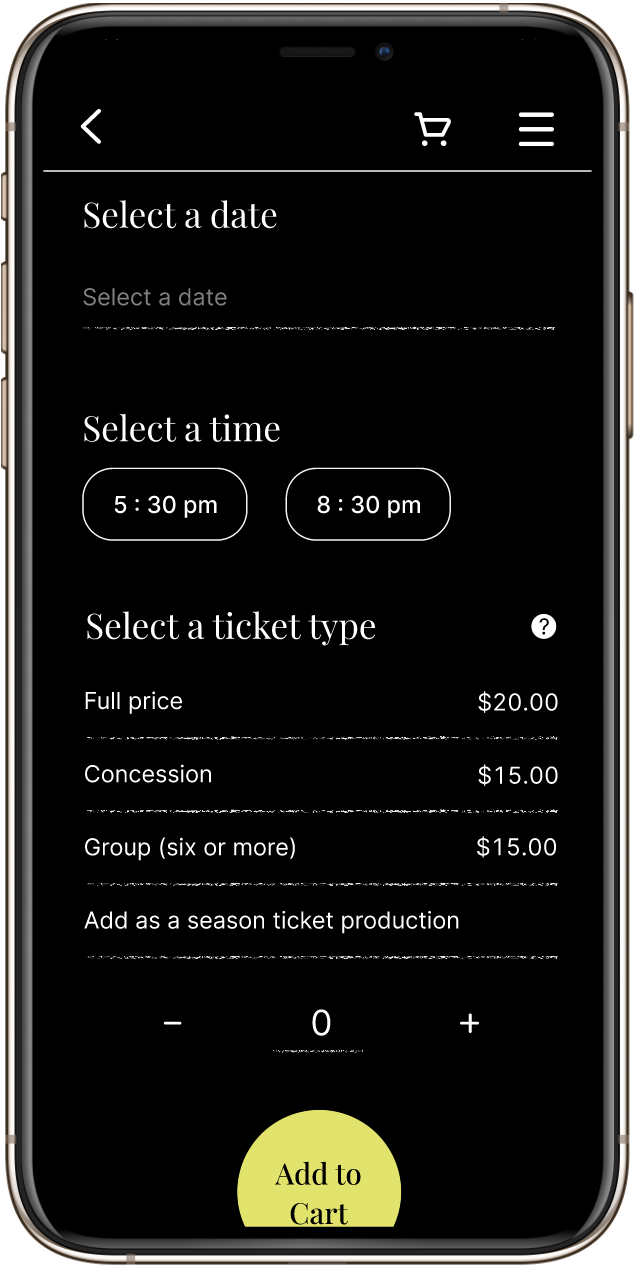 Select a date
Select a date
Select a time
5 : 30 pm
8 : 30 pm
Select a ticket type
?
Full price
$20.00
Concession
$15.00
Group (six or more)
$15.00
Add as a season ticket production
−
0
+
Add to
Cart